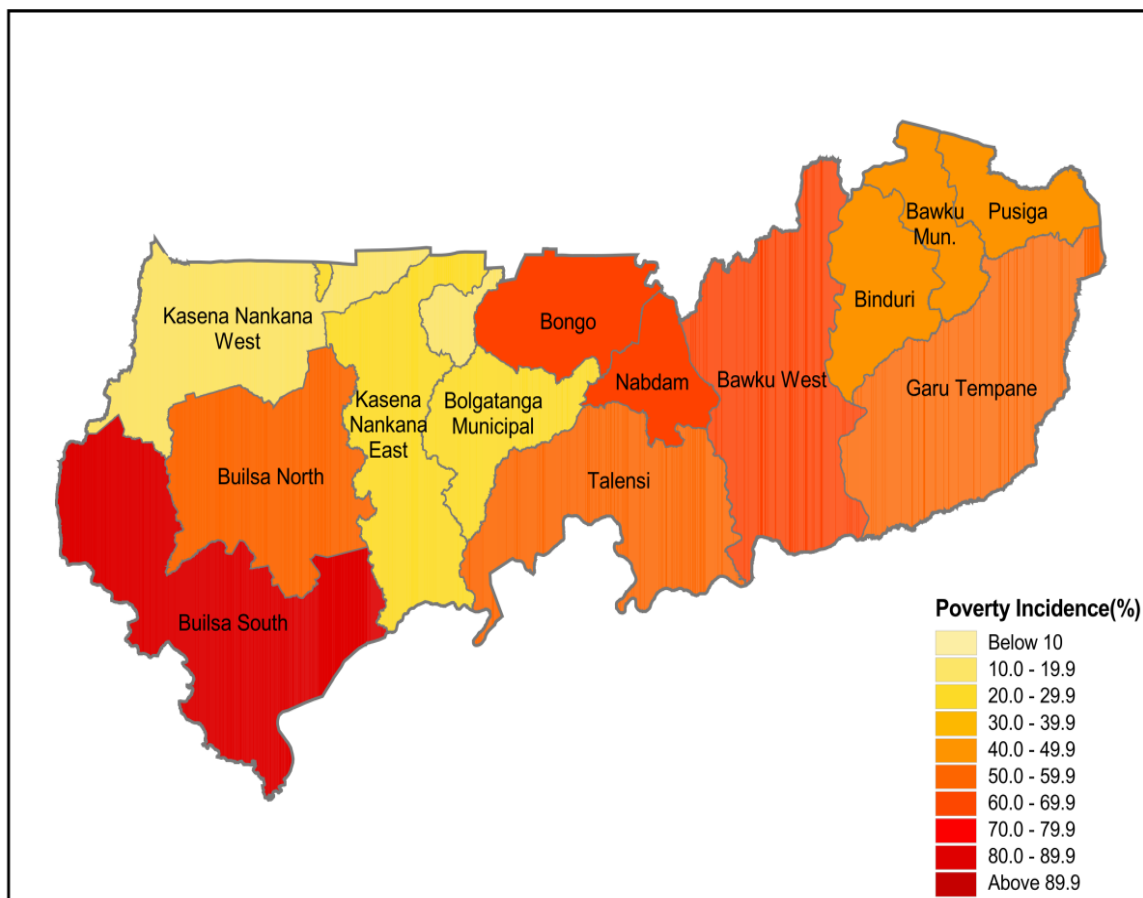 Bawku
Mun.
Pusiga
Binduri
Kasena Nankana
West
Bongo
Nabdam
Bawku West
Garu Tempane
Kasena
Nankana
East
Bolgatanga
Municipal
Builsa North
Talensi
Builsa South
Poverty Incidence(%)
Below 10
10.0 - 19.9
20.0 - 29.9
30.0 - 39.9
40.0 - 49.9
50.0 - 59.9
60.0 - 69.9
70.0 - 79.9
80.0 - 89.9
Above 89.9